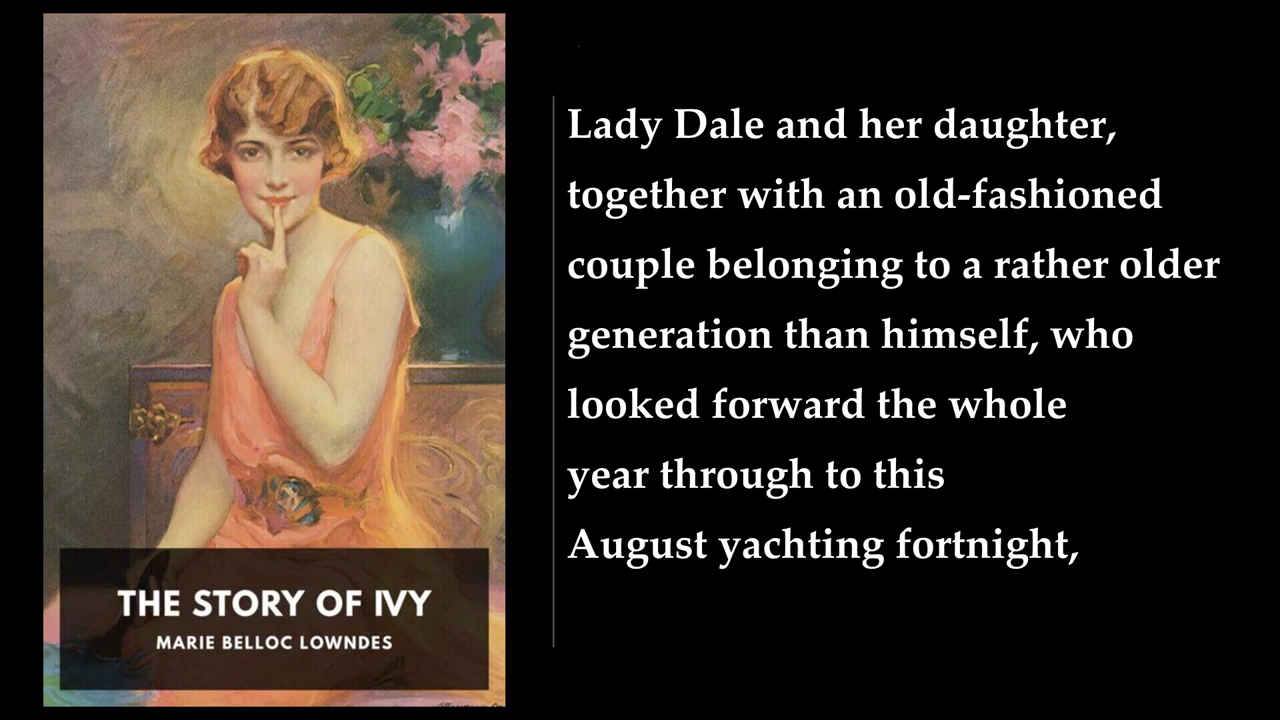 Lady Dale and her daughter,
together with an old-fashioned
couple belonging to a rather older
generation than himself, who
looked forward the whole
year through to this
August yachting fortnight,
THE STORY OF IVY
MARIE BELLOC LOWNDES